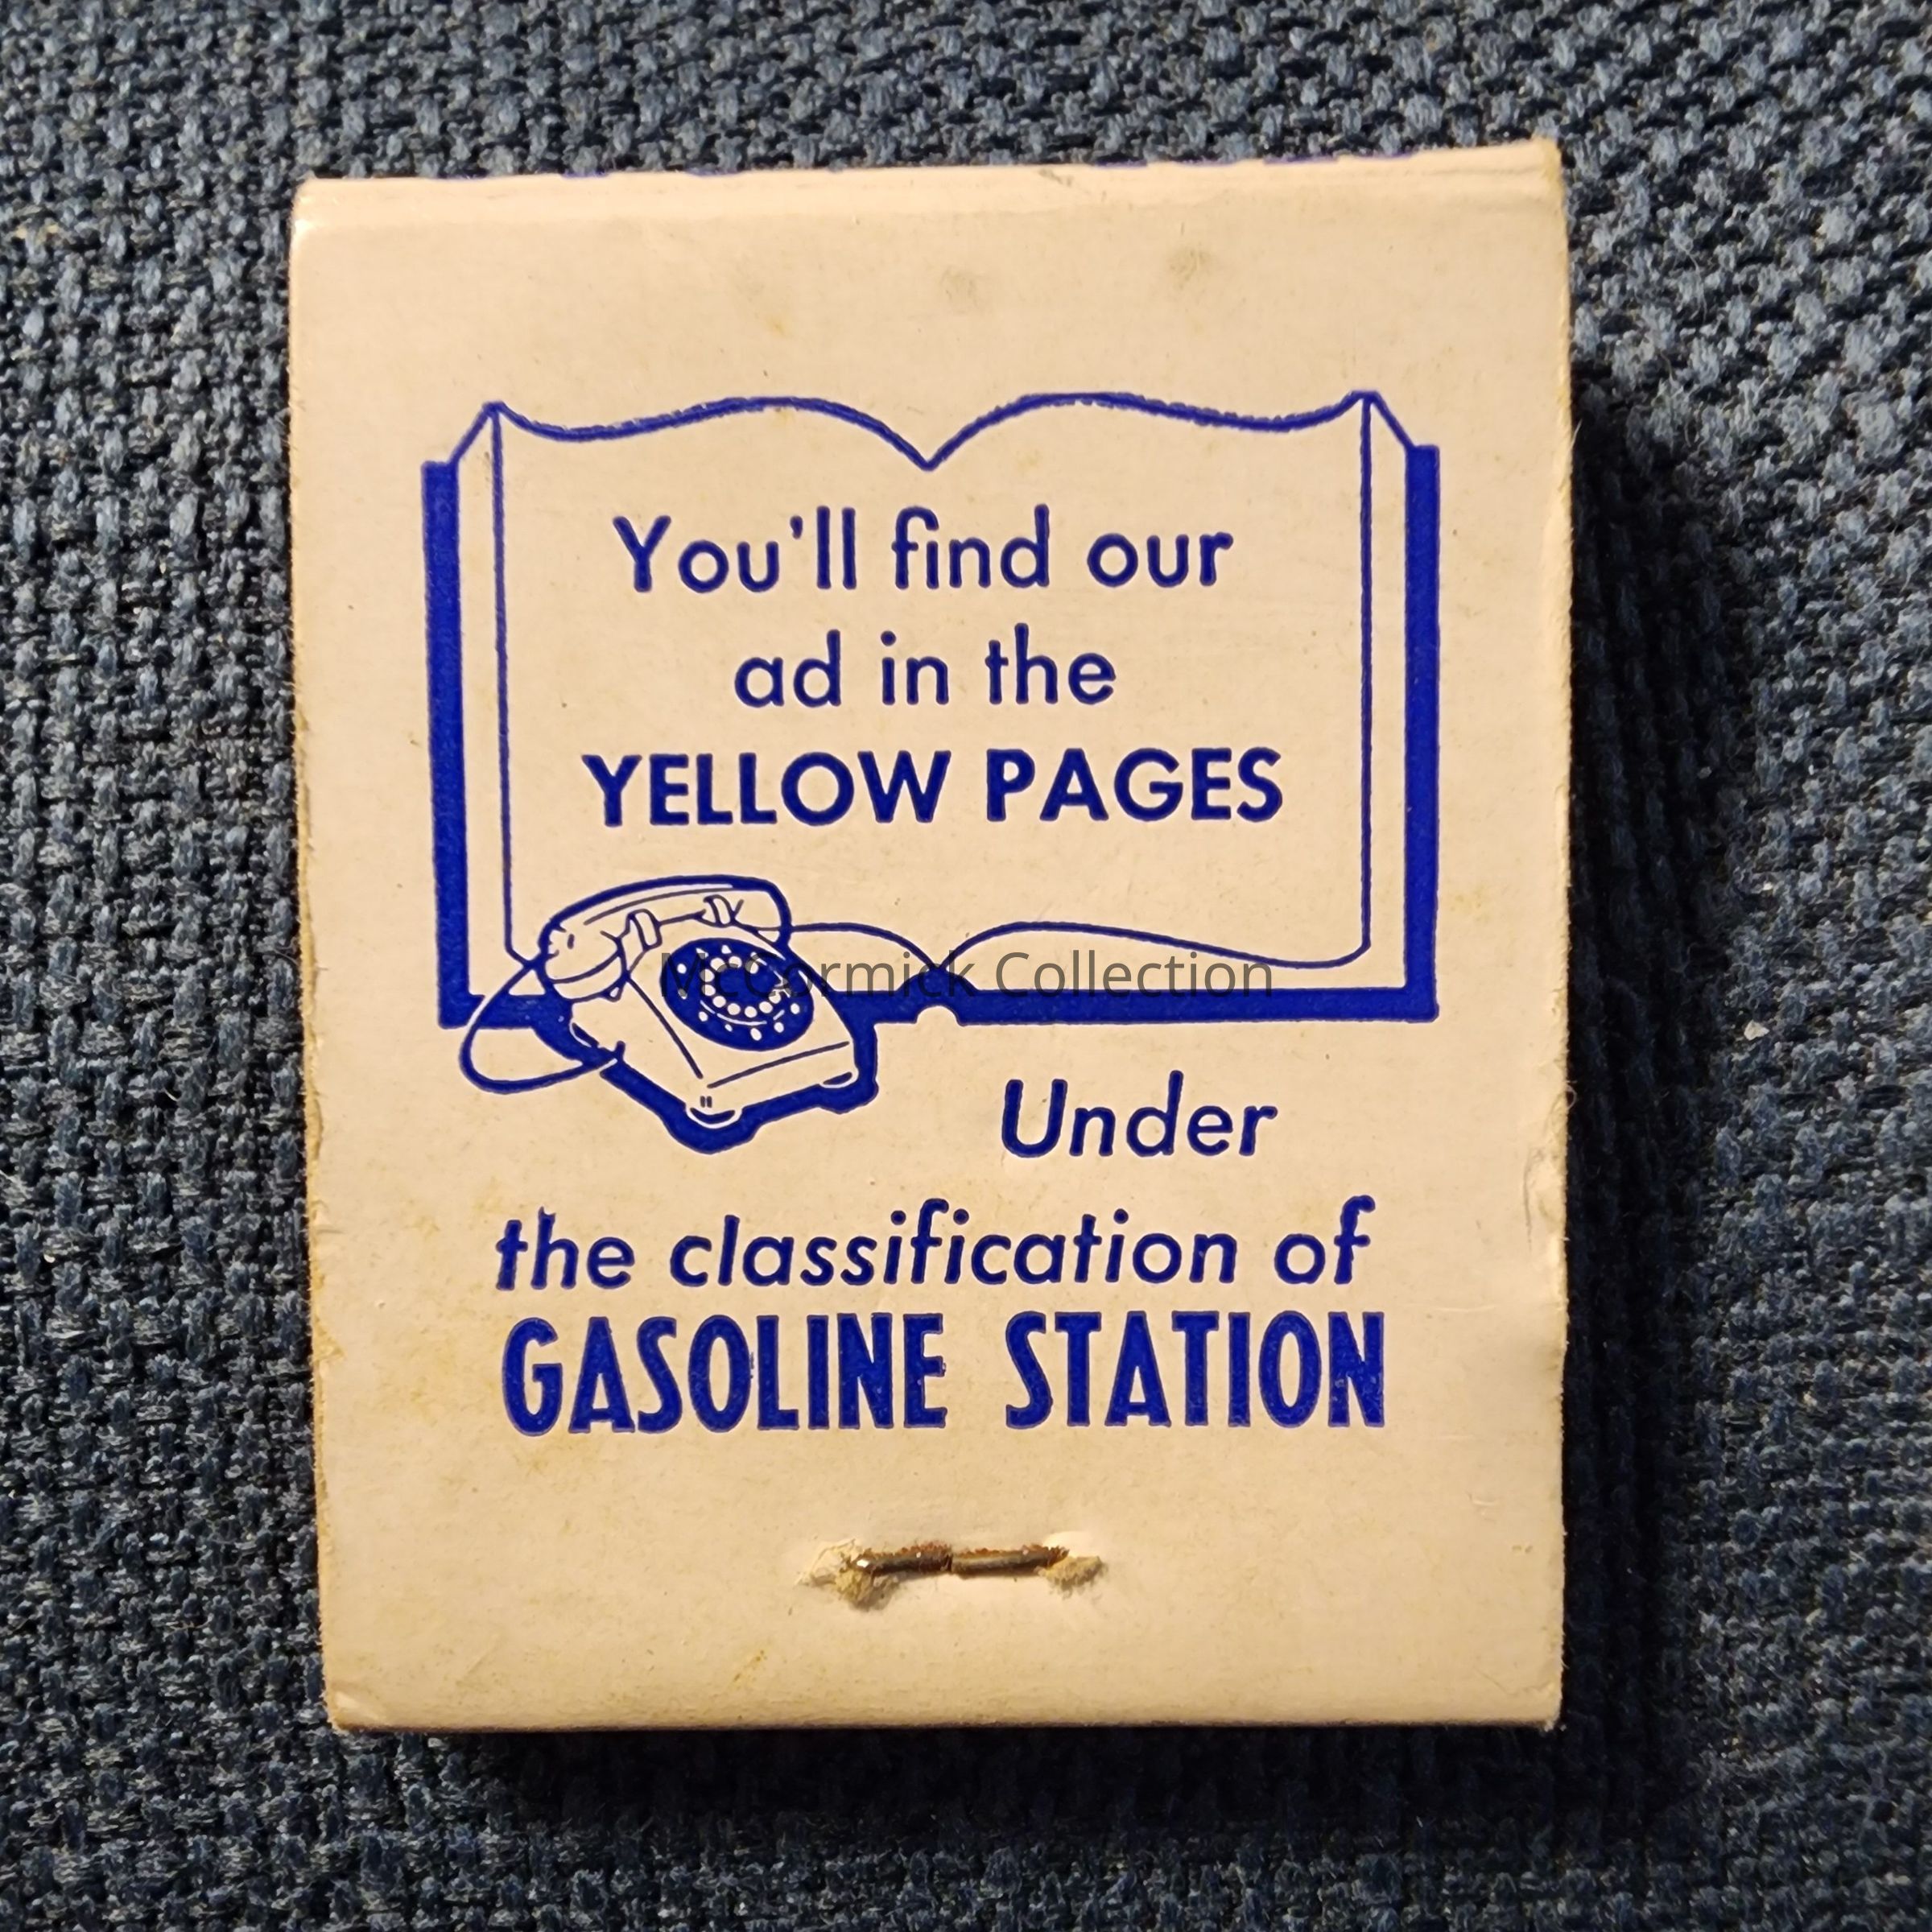 You'll find our
ad in the
YELLOW PAGES
McCormick Collection
Under
the classification of
GASOLINE STATION